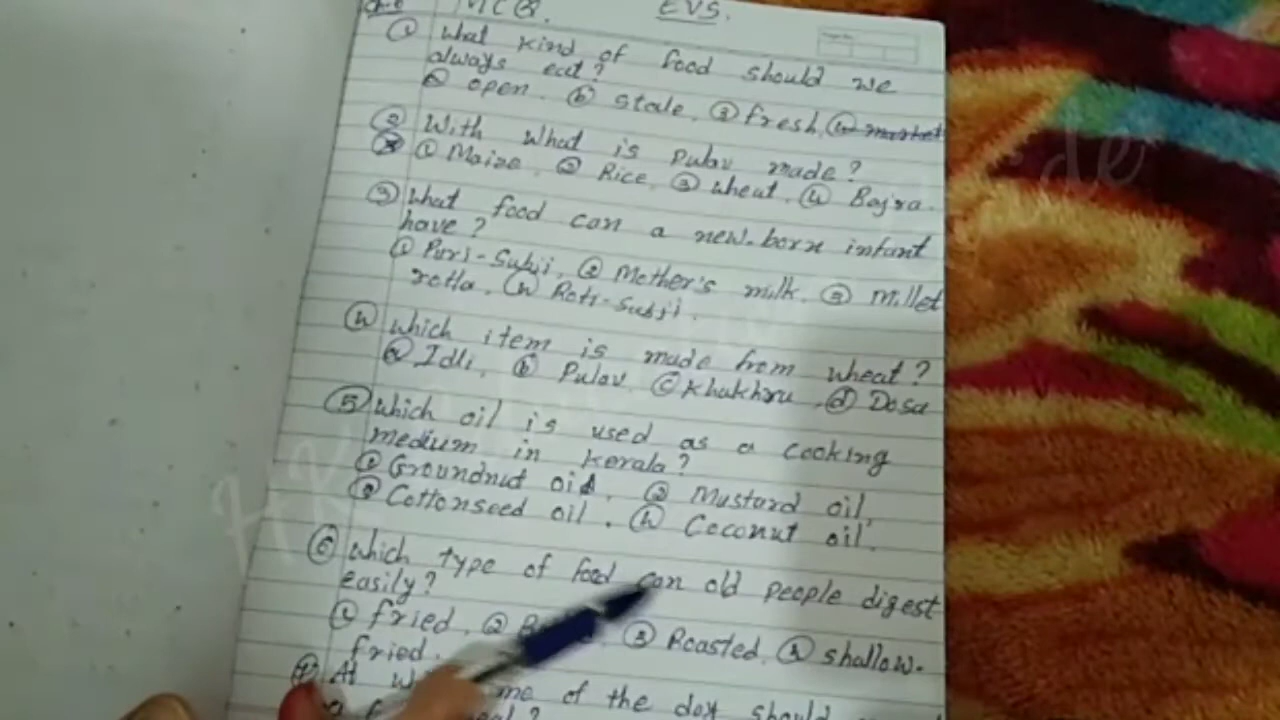 MCQ. EVS.
① What kind of food should we
always eat?
ⓐ open. ⓑ stale, ③ fresh, ④
② With what is Pulav made?
① Maize, ② Rice, ③ wheat, ④ Bajra.
③ What food can a new-born infant
have?
① Puri-Subji, ② Mother's milk, ③ Millet
rotla, ④ Roti-Subji.
④ Which item is made from wheat?
ⓐ Idli, ⓑ Pulav, ⓒ Khakhru, ⓓ Dosa
⑤ Which oil is used as a cooking
medium in Kerala?
① Groundnut oil, ② Mustard oil,
③ Cottonseed oil. ④ Coconut oil.
⑥ Which type of food can old people digest
easily?
① fried, ② ③ Roasted, ④ shallow-
fried.
At of the day should